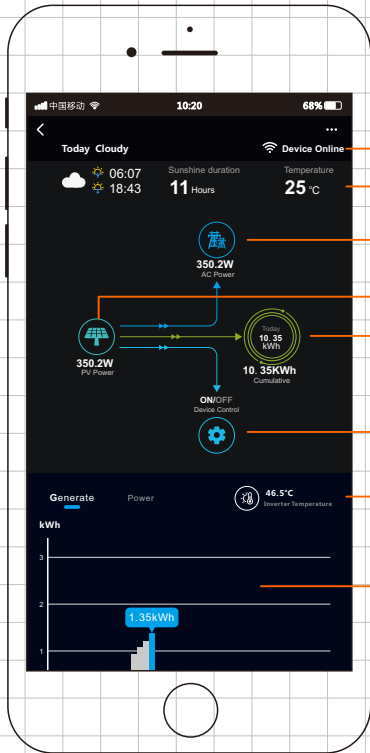 中国移动 10:20 68%
Today Cloudy Device Online
06:07 Sunshine duration Temperature
18:43 11 Hours 25 °C
350.2W
AC Power
Today
10. 35
kWh
350.2W
PV Power
10. 35KWh
Cumulative
ON/OFF
Device Control
Generate Power 46.5°C
Inverter Temperature
kWh
3
2
1.35kWh
1